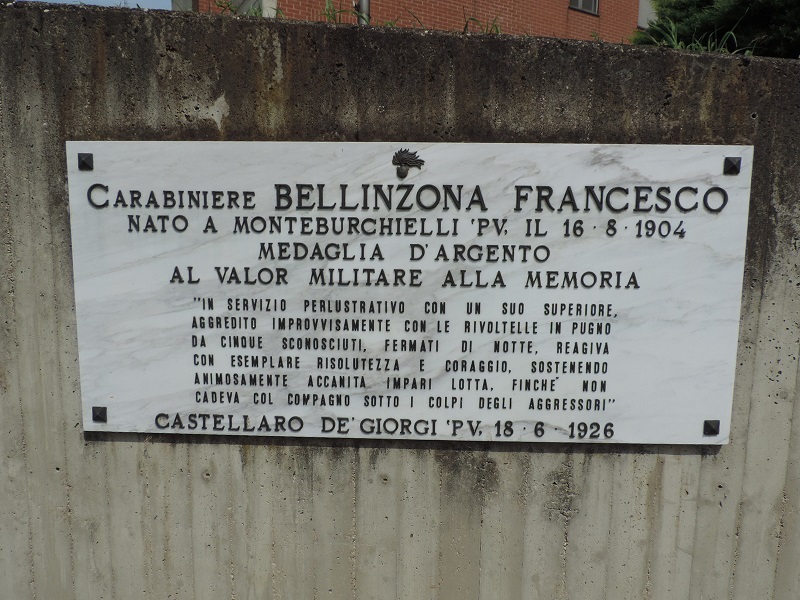 CARABINIERE BELLINZONA FRANCESCO
NATO A MONTEBURCHIELLI 'PV, IL 16·8·1904
MEDAGLIA D'ARGENTO
AL VALOR MILITARE ALLA MEMORIA
"IN SERVIZIO PERLUSTRATIVO CON UN SUO SUPERIORE,
AGGREDITO IMPROVVISAMENTE CON LE RIVOLTELLE IN PUGNO
DA CINQUE SCONOSCIUTI, FERMATI DI NOTTE, REAGIVA
CON ESEMPLARE RISOLUTEZZA E CORAGGIO, SOSTENENDO
ANIMOSAMENTE ACCANITA IMPARI LOTTA, FINCHE' NON
CADEVA COL COMPAGNO SOTTO I COLPI DEGLI AGGRESSORI"
CASTELLARO DE'GIORGI 'PV, 18·6·1926